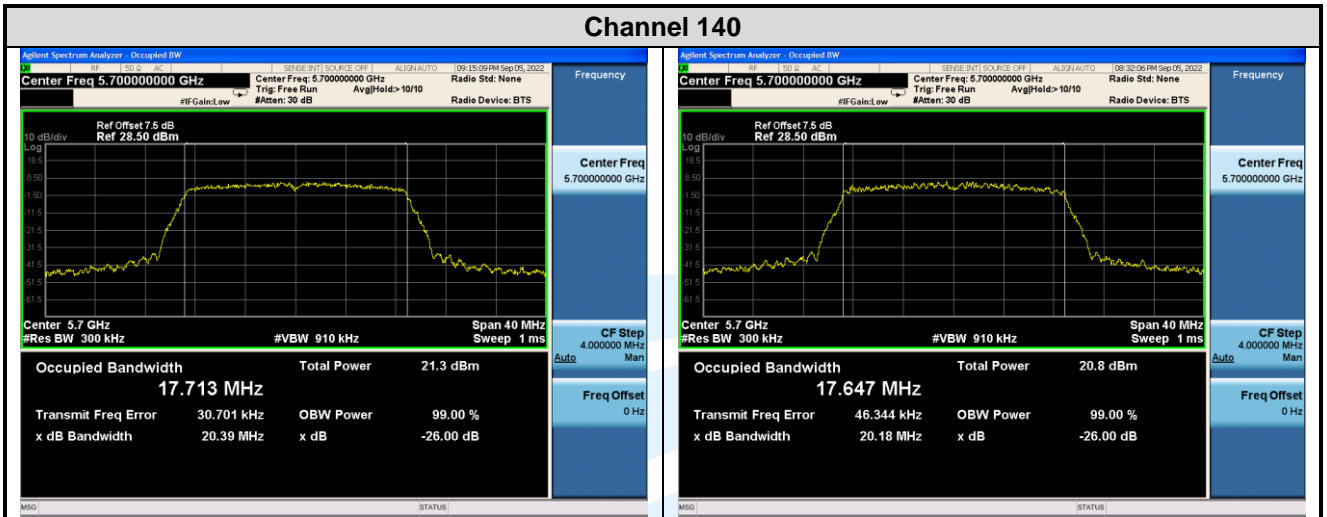 Channel 140
Agilent Spectrum Analyzer - Occupied BW
RF 50 Ω AC SENSE:INT SOURCE OFF ALIGN AUTO 09:15:09 PM Sep 05, 2022
Center Freq 5.700000000 GHz Center Freq: 5.700000000 GHz Radio Std: None Frequency
Trig: Free Run Avg|Hold:> 10/10
#IFGain:Low #Atten: 30 dB Radio Device: BTS
Ref Offset 7.5 dB
10 dB/div Ref 28.50 dBm
Log
18.5
8.50
-1.50
-11.5
-21.5
-31.5
-41.5
-51.5
-61.5
Center Freq
5.700000000 GHz
Center 5.7 GHz Span 40 MHz
#Res BW 300 kHz #VBW 910 kHz Sweep 1 ms
CF Step
4.000000 MHz
Auto Man
Occupied Bandwidth Total Power 21.3 dBm
17.713 MHz
Freq Offset
0 Hz
Transmit Freq Error 30.701 kHz OBW Power 99.00 %
x dB Bandwidth 20.39 MHz x dB -26.00 dB
MSG STATUS
Agilent Spectrum Analyzer - Occupied BW
RF 50 Ω AC SENSE:INT SOURCE OFF ALIGN AUTO 08:32:06 PM Sep 05, 2022
Center Freq 5.700000000 GHz Center Freq: 5.700000000 GHz Radio Std: None Frequency
Trig: Free Run Avg|Hold:> 10/10
#IFGain:Low #Atten: 30 dB Radio Device: BTS
Ref Offset 7.5 dB
10 dB/div Ref 28.50 dBm
Log
18.5
8.50
-1.50
-11.5
-21.5
-31.5
-41.5
-51.5
-61.5
Center Freq
5.700000000 GHz
Center 5.7 GHz Span 40 MHz
#Res BW 300 kHz #VBW 910 kHz Sweep 1 ms
CF Step
4.000000 MHz
Auto Man
Occupied Bandwidth Total Power 20.8 dBm
17.647 MHz
Freq Offset
0 Hz
Transmit Freq Error 46.344 kHz OBW Power 99.00 %
x dB Bandwidth 20.18 MHz x dB -26.00 dB
MSG STATUS